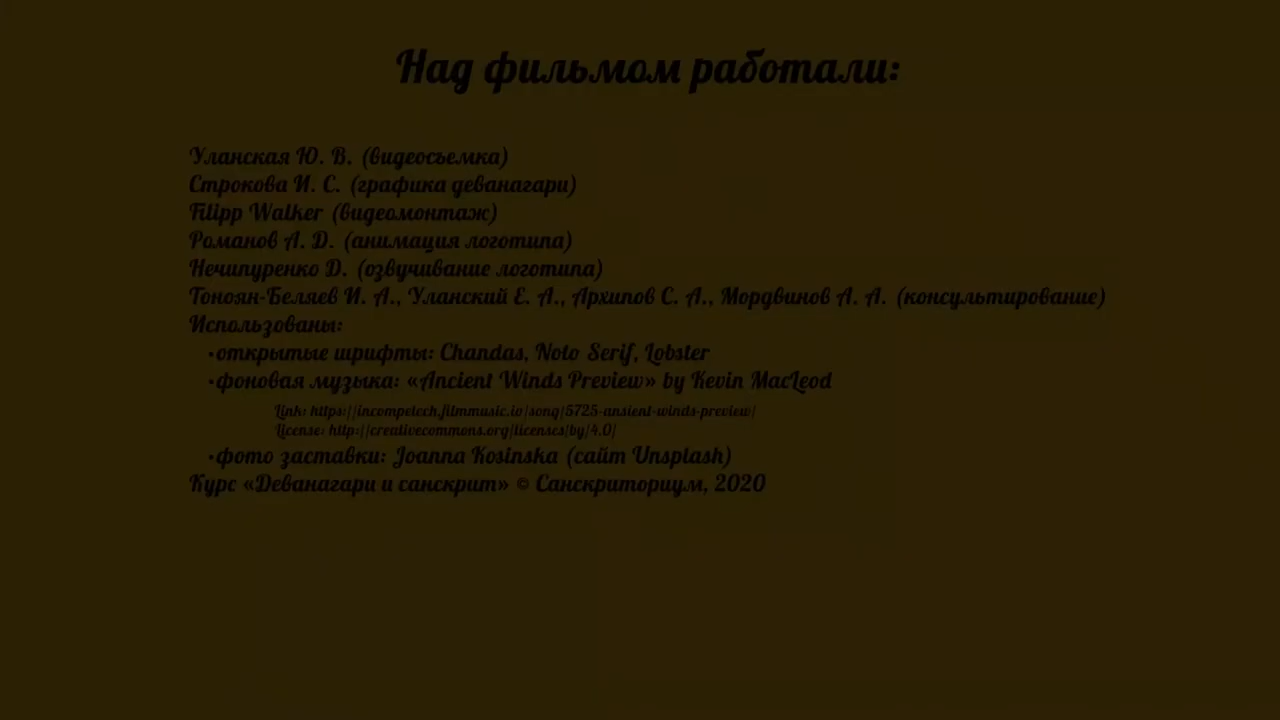 Над фильмом работали:
Уланская Ю. В. (видеосъемка)
Строкова И. С. (графика деванагари)
Filipp Walker (видеомонтаж)
Романов А. D. (анимация логотипа)
Нечипуренко D. (озвучивание логотипа)
Тоноян-Беляев И. А., Уланский Е. А., Архипов С. А., Мордвинов А. А. (консультирование)
Использованы:
•открытые шрифты: Chandas, Noto Serif, Lobster
•фоновая музыка: «Ancient Winds Preview» by Kevin MacLeod
Link: https://incompetech.filmmusic.io/song/5725-ansient-winds-preview/
License: http://creativecommons.org/licenses/by/4.0/
•фото заставки: Joanna Kosinska (сайт Unsplash)
Курс «Деванагари и санскрит» © Санскриториум, 2020